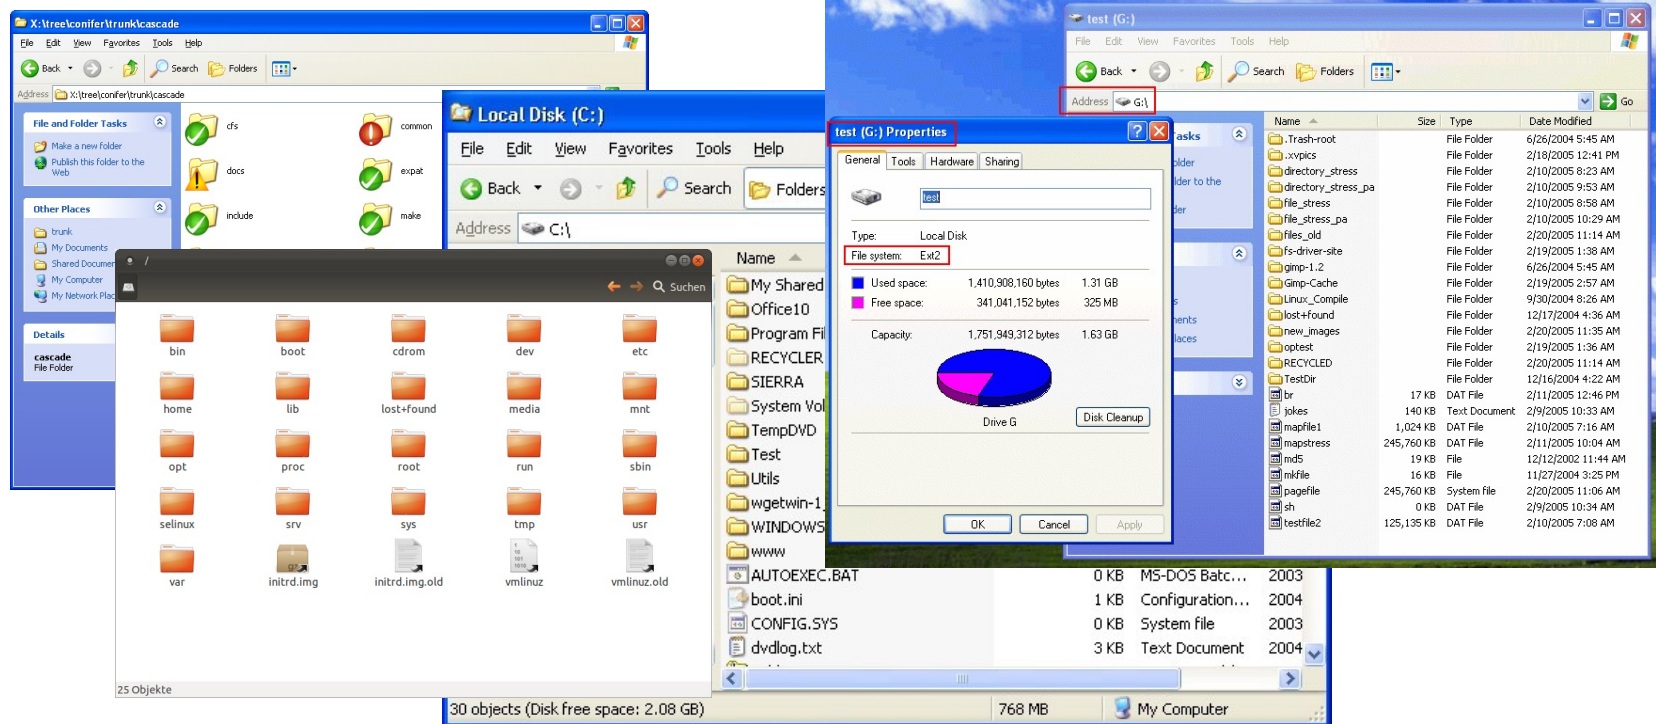 X:\tree\conifer\trunk\cascade
File Edit View Favorites Tools Help
Back Search Folders
Address X:\tree\conifer\trunk\cascade
File and Folder Tasks
Make a new folder
Publish this folder to the
Web
Other Places
trunk
My Documents
Shared Documen
My Computer
My Network Plac
Details
cascade
File Folder
cfs
common
docs
expat
include
make
/
Suchen
bin boot cdrom dev etc
home lib lost+found media mnt
opt proc root run sbin
selinux srv sys tmp usr
var initrd.img initrd.img.old vmlinuz vmlinuz.old
25 Objekte
Local Disk (C:)
File Edit View Favorites Tools Help
Back Search Folders
Address C:\
Name
My Shared
Office10
Program Fi
RECYCLER
SIERRA
System Vol
TempDVD
Test
Utils
wgetwin-1_
WINDOWS
www
AUTOEXEC.BAT 0 KB MS-DOS Batc... 2003
boot.ini 1 KB Configuration... 2004
CONFIG.SYS 0 KB System file 2003
dvdlog.txt 3 KB Text Document 2004
30 objects (Disk free space: 2.08 GB) 768 MB My Computer
test (G:)
File Edit View Favorites Tools Help
Back Search Folders
Address G:\ Go
asks
older
lder to the
der
s
nents
laces
Name Size Type Date Modified
.Trash-root File Folder 6/26/2004 5:45 AM
.xvpics File Folder 2/18/2005 12:41 PM
directory_stress File Folder 2/10/2005 8:23 AM
directory_stress_pa File Folder 2/10/2005 9:53 AM
file_stress File Folder 2/10/2005 8:58 AM
file_stress_pa File Folder 2/10/2005 10:29 AM
files_old File Folder 2/20/2005 11:14 AM
fs-driver-site File Folder 2/19/2005 1:38 AM
gimp-1.2 File Folder 6/26/2004 5:45 AM
Gimp-Cache File Folder 2/19/2005 2:57 AM
Linux_Compile File Folder 9/30/2004 8:26 AM
lost+found File Folder 12/17/2004 4:36 AM
new_images File Folder 2/20/2005 11:35 AM
optest File Folder 2/19/2005 1:36 AM
RECYCLED File Folder 2/20/2005 11:14 AM
TestDir File Folder 12/16/2004 4:22 AM
br 17 KB DAT File 2/11/2005 12:46 PM
jokes 140 KB Text Document 2/9/2005 10:33 AM
mapfile1 1,024 KB DAT File 2/10/2005 7:16 AM
mapstress 245,760 KB DAT File 2/11/2005 10:04 AM
md5 19 KB File 12/12/2002 11:44 AM
mkfile 16 KB File 11/27/2004 3:25 PM
pagefile 245,760 KB System file 2/20/2005 11:06 AM
sh 0 KB DAT File 2/9/2005 10:34 AM
testfile2 125,135 KB DAT File 2/10/2005 7:08 AM
test (G:) Properties
General Tools Hardware Sharing
test
Type: Local Disk
File system: Ext2
Used space: 1,410,908,160 bytes 1.31 GB
Free space: 341,041,152 bytes 325 MB
Capacity: 1,751,949,312 bytes 1.63 GB
Drive G
Disk Cleanup
OK Cancel Apply